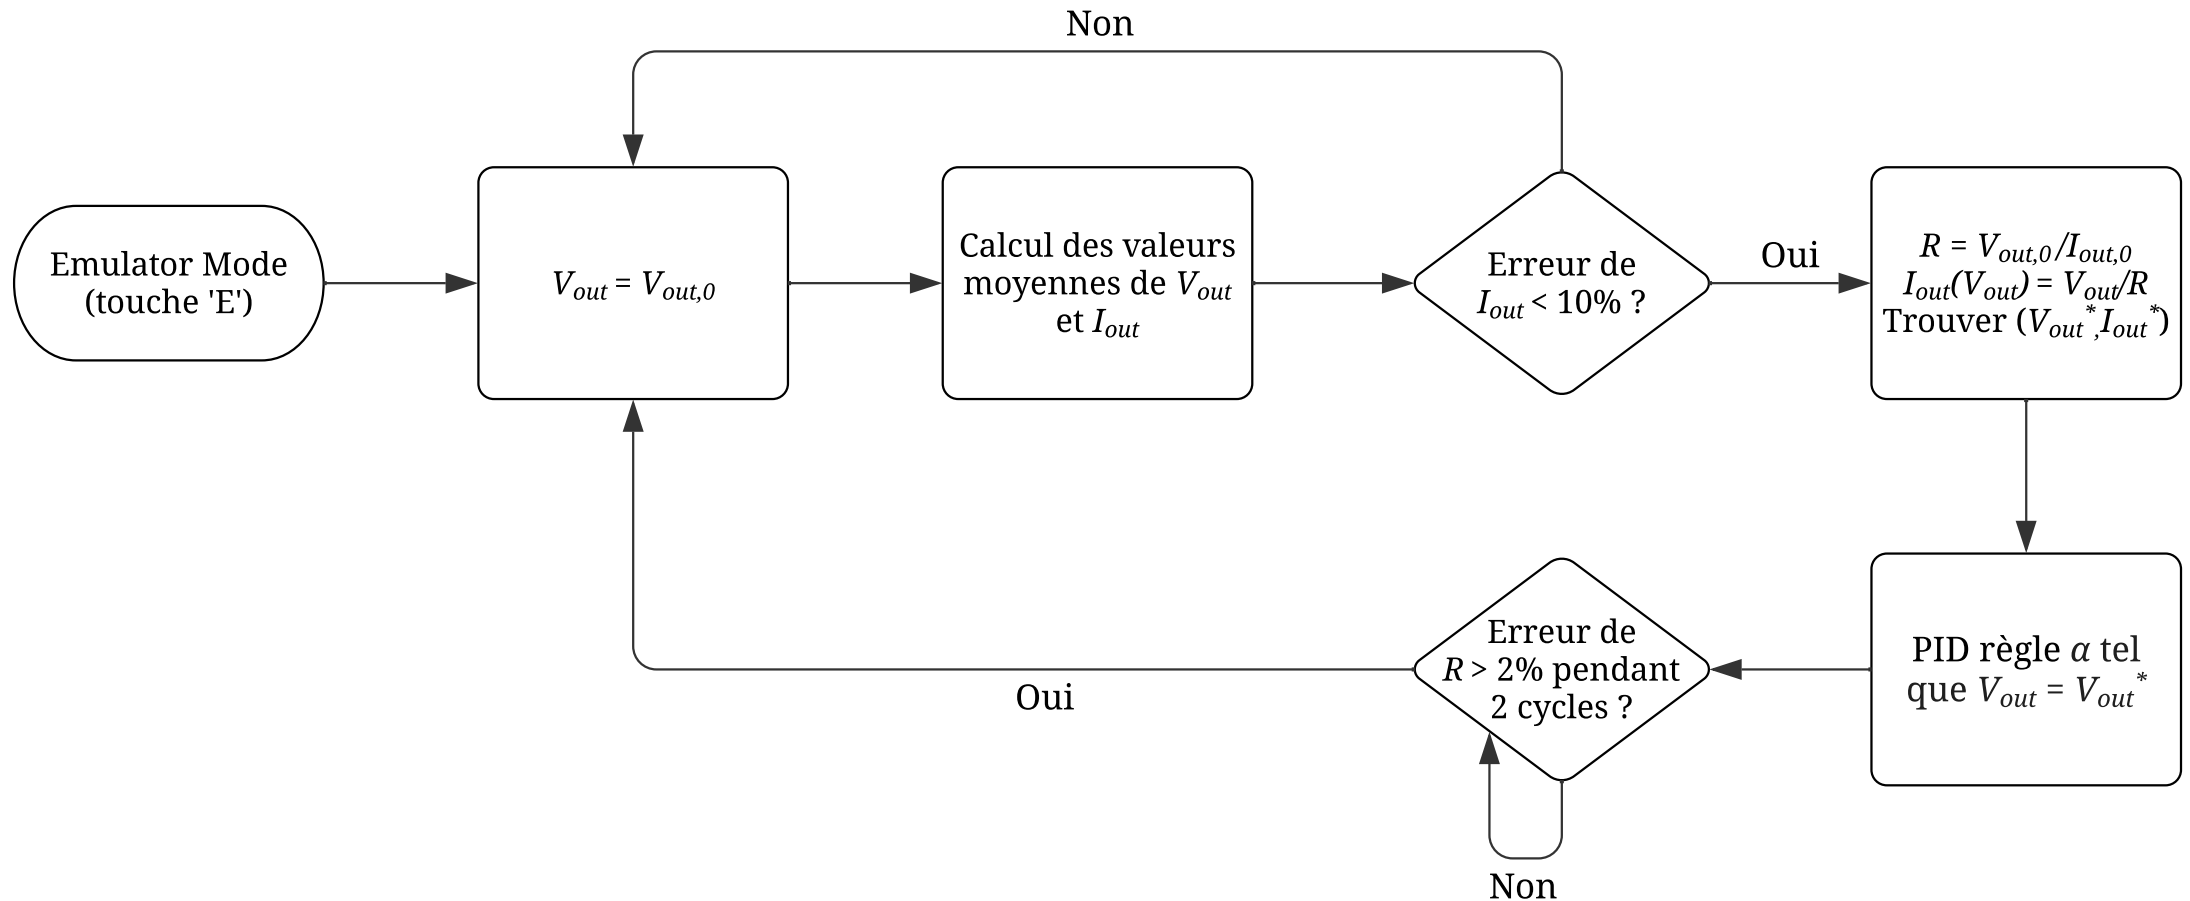 Non
Emulator Mode
(touche 'E')
Vout = Vout,0
Calcul des valeurs
moyennes de Vout
et Iout
Erreur de
Iout < 10% ?
Oui
R = Vout,0/Iout,0
Iout(Vout) = Vout/R
Trouver (Vout*,Iout*)
Erreur de
R > 2% pendant
2 cycles ?
PID règle α tel
que Vout = Vout*
Oui
Non